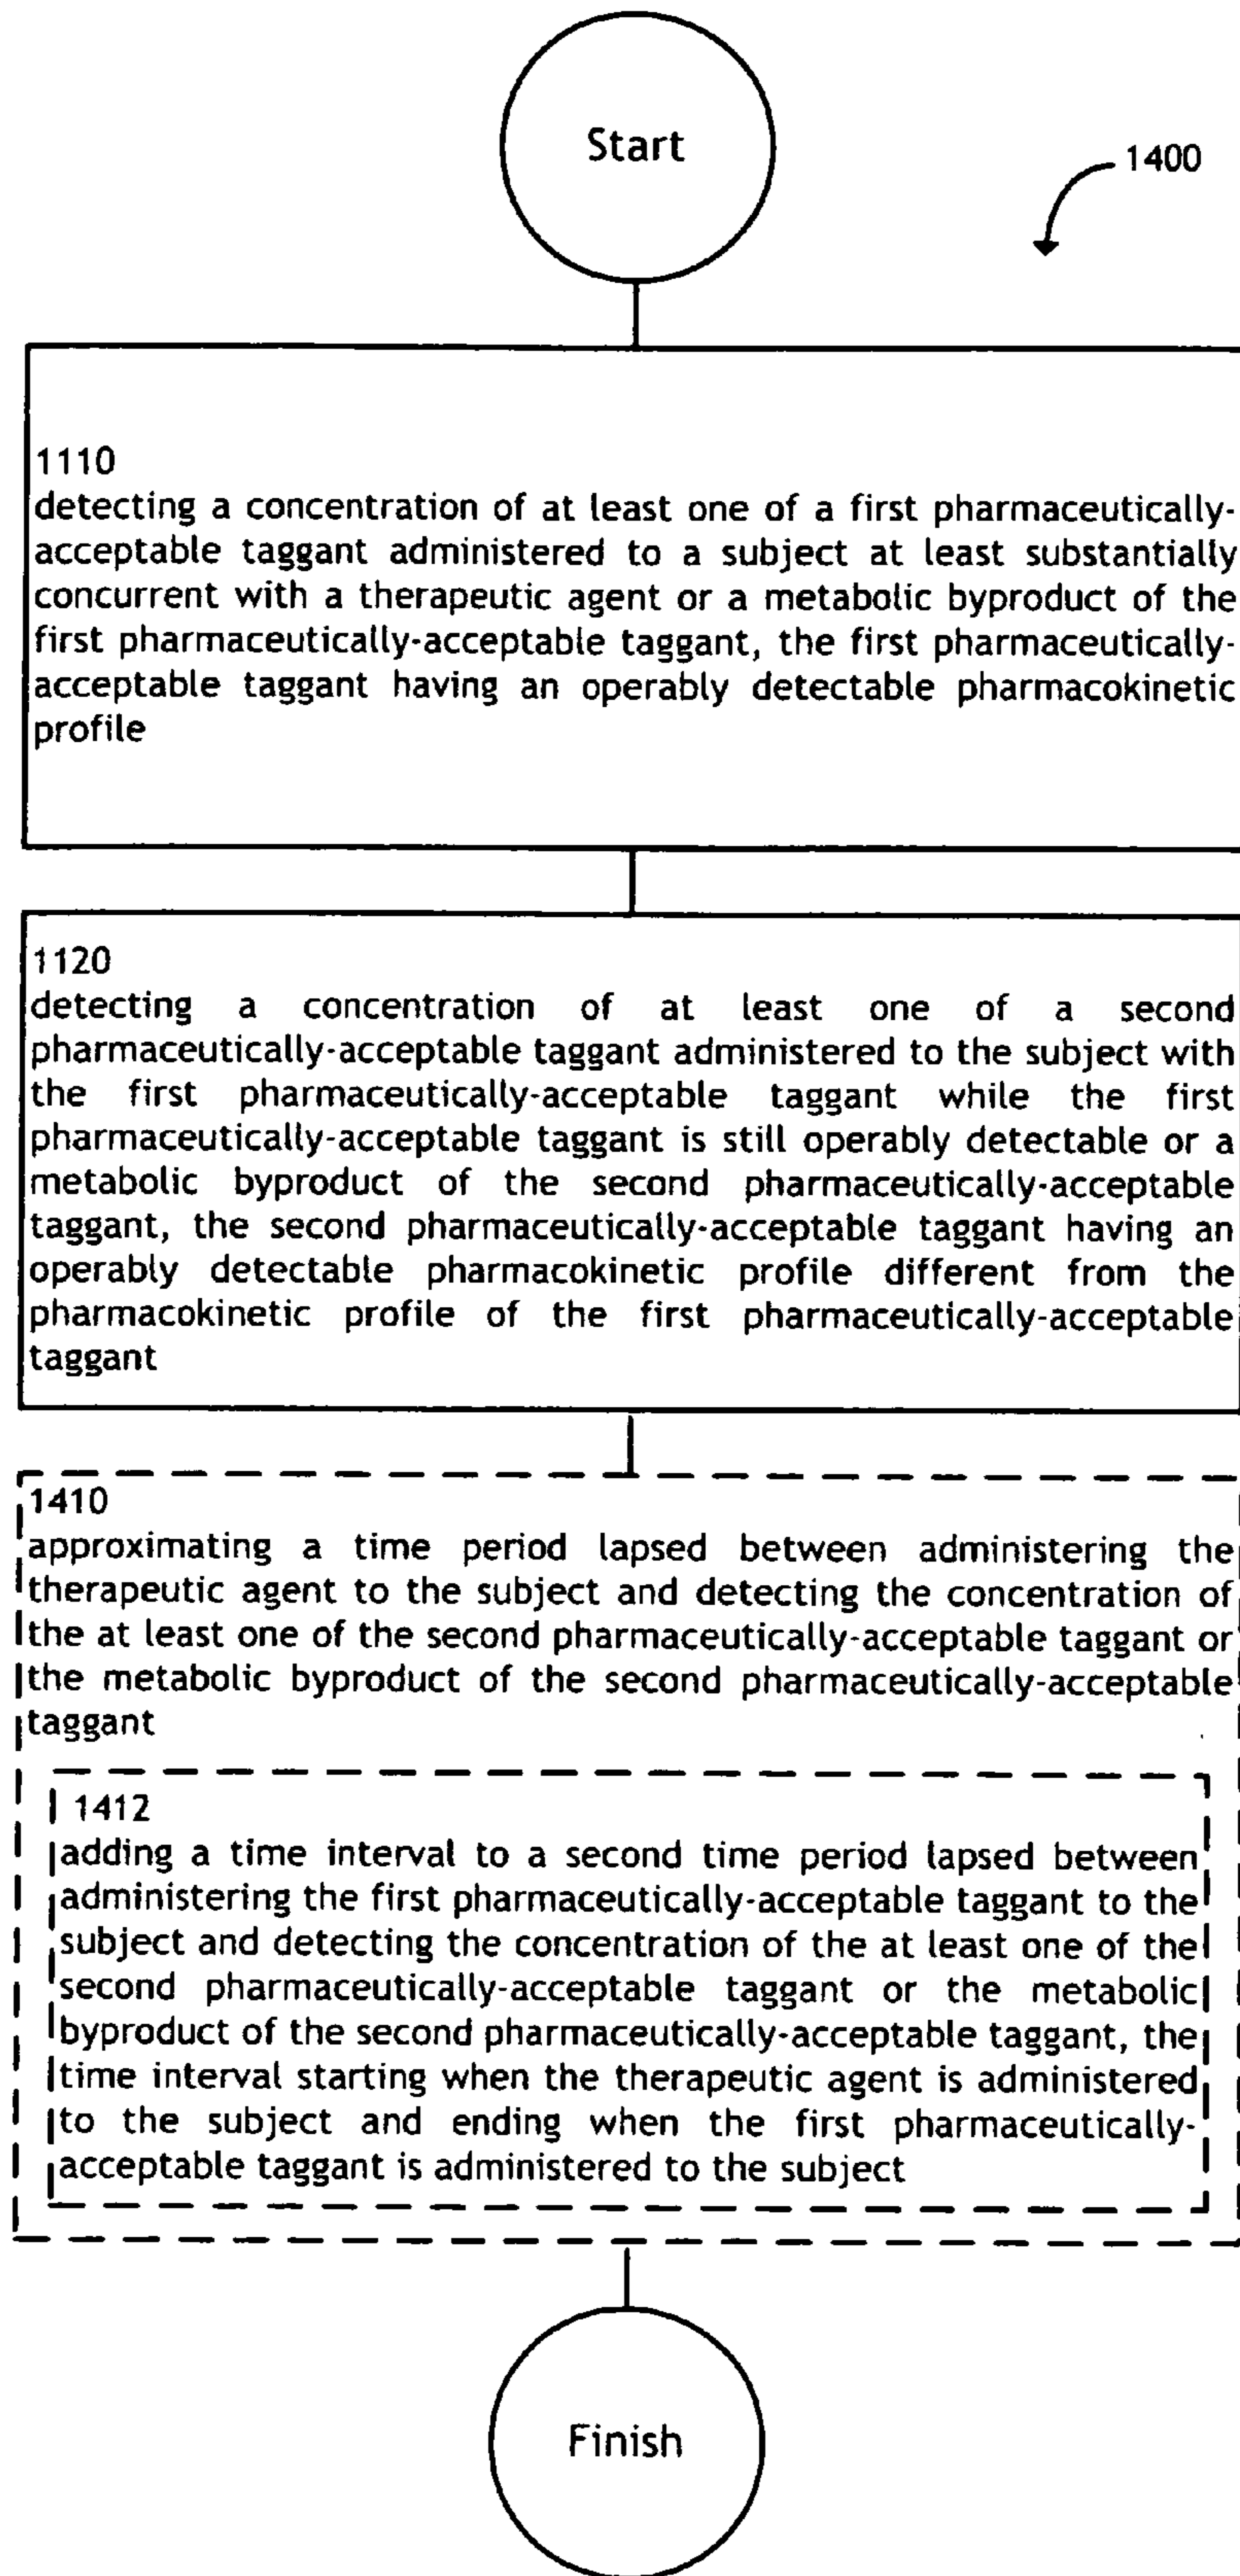 Start
1400
1110
detecting a concentration of at least one of a first pharmaceutically-
acceptable taggant administered to a subject at least substantially
concurrent with a therapeutic agent or a metabolic byproduct of the
first pharmaceutically-acceptable taggant, the first pharmaceutically-
acceptable taggant having an operably detectable pharmacokinetic
profile
1120
detecting a concentration of at least one of a second
pharmaceutically-acceptable taggant administered to the subject with
the first pharmaceutically-acceptable taggant while the first
pharmaceutically-acceptable taggant is still operably detectable or a
metabolic byproduct of the second pharmaceutically-acceptable
taggant, the second pharmaceutically-acceptable taggant having an
operably detectable pharmacokinetic profile different from the
pharmacokinetic profile of the first pharmaceutically-acceptable
taggant
1410
approximating a time period lapsed between administering the
therapeutic agent to the subject and detecting the concentration of
the at least one of the second pharmaceutically-acceptable taggant or
the metabolic byproduct of the second pharmaceutically-acceptable
taggant
1412
adding a time interval to a second time period lapsed between
administering the first pharmaceutically-acceptable taggant to the
subject and detecting the concentration of the at least one of the
second pharmaceutically-acceptable taggant or the metabolic
byproduct of the second pharmaceutically-acceptable taggant, the
time interval starting when the therapeutic agent is administered
to the subject and ending when the first pharmaceutically-
acceptable taggant is administered to the subject
Finish